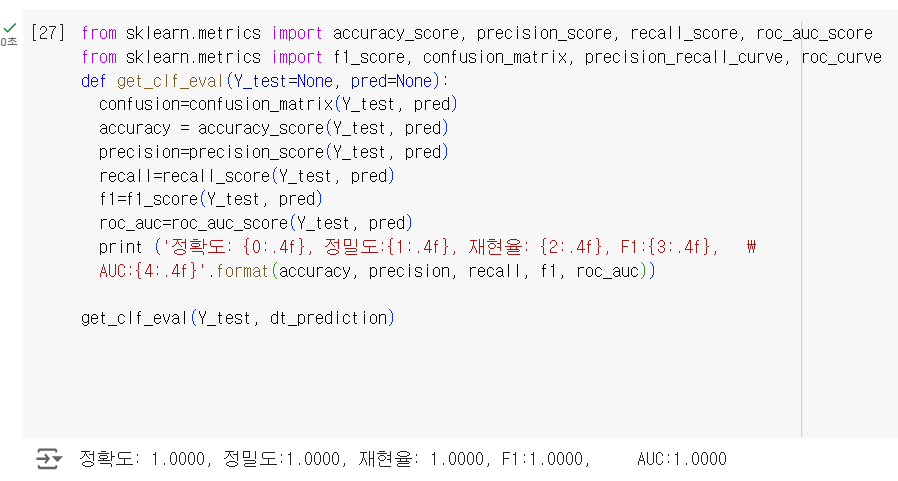 0초
[27] from sklearn.metrics import accuracy_score, precision_score, recall_score, roc_auc_score
from sklearn.metrics import f1_score, confusion_matrix, precision_recall_curve, roc_curve
def get_clf_eval(Y_test=None, pred=None):
  confusion=confusion_matrix(Y_test, pred)
  accuracy = accuracy_score(Y_test, pred)
  precision=precision_score(Y_test, pred)
  recall=recall_score(Y_test, pred)
  f1=f1_score(Y_test, pred)
  roc_auc=roc_auc_score(Y_test, pred)
  print ('정확도: {0:.4f}, 정밀도:{1:.4f}, 재현율: {2:.4f}, F1:{3:.4f},   ₩
  AUC:{4:.4f}'.format(accuracy, precision, recall, f1, roc_auc))
get_clf_eval(Y_test, dt_prediction)
정확도: 1.0000, 정밀도:1.0000, 재현율: 1.0000, F1:1.0000,     AUC:1.0000